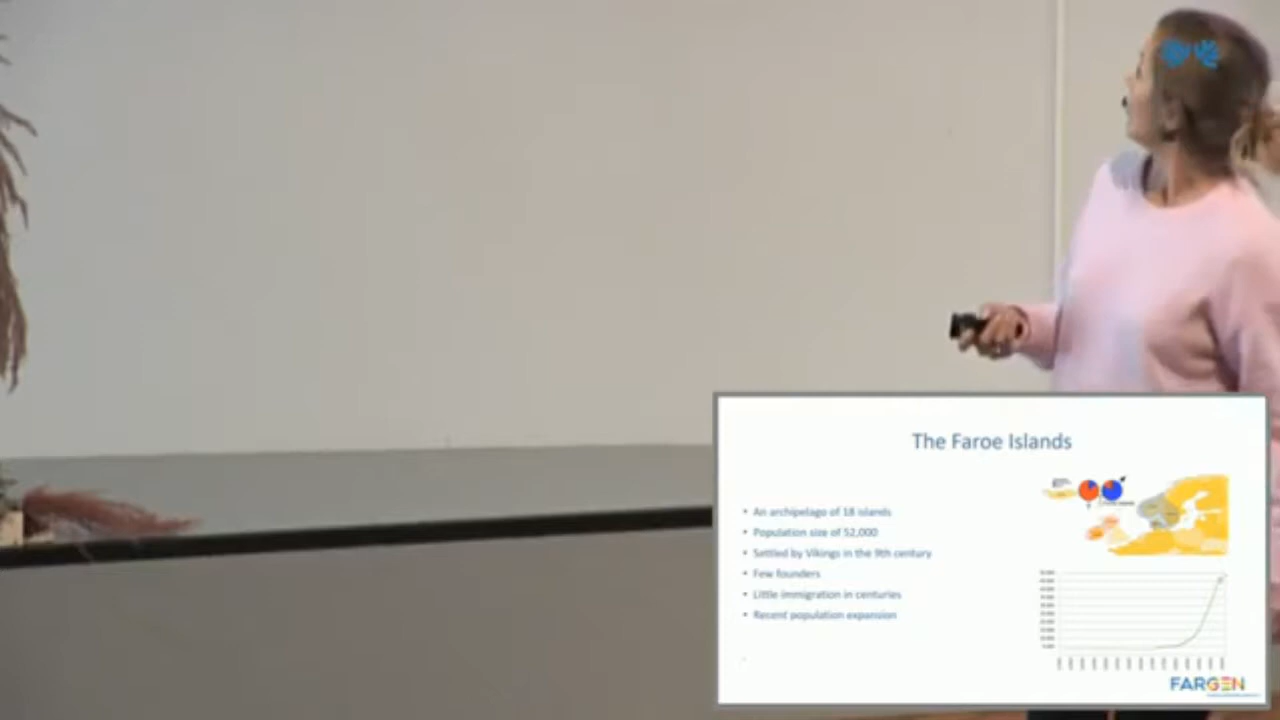 The Faroe Islands
• An archipelago of 18 islands
• Population size of 52,000
• Settled by Vikings in the 9th century
• Few founders
• Little immigration in centuries
• Recent population expansion
FARGEN